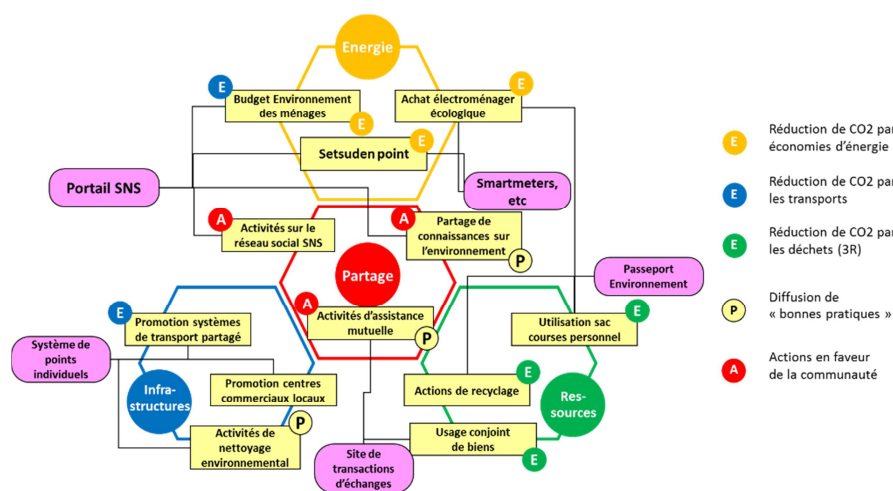 Energie
E
E
Budget Environnement
des ménages
E
Achat électroménager
écologique
E
Setsuden point
Portail SNS
Smartmeters,
etc
A
Activités sur le
réseau social SNS
A
Partage de
connaissances sur
l'environnement
P
Partage
Passeport
Environnement
A
Activités d'assistance
mutuelle
P
E
Promotion systèmes
de transport partagé
E
Utilisation sac
courses personnel
Système de
points
individuels
Promotion centres
commerciaux locaux
E
Actions de recyclage
Infra-
structures
Res-
sources
P
Activités de
nettoyage
environnemental
Usage conjoint
de biens
E
Site de
transactions
d'échanges
E
Réduction de CO2 par
économies d'énergie
E
Réduction de CO2 par
les transports
E
Réduction de CO2 par
les déchets (3R)
P
Diffusion de
« bonnes pratiques »
A
Actions en faveur
de la communauté
E